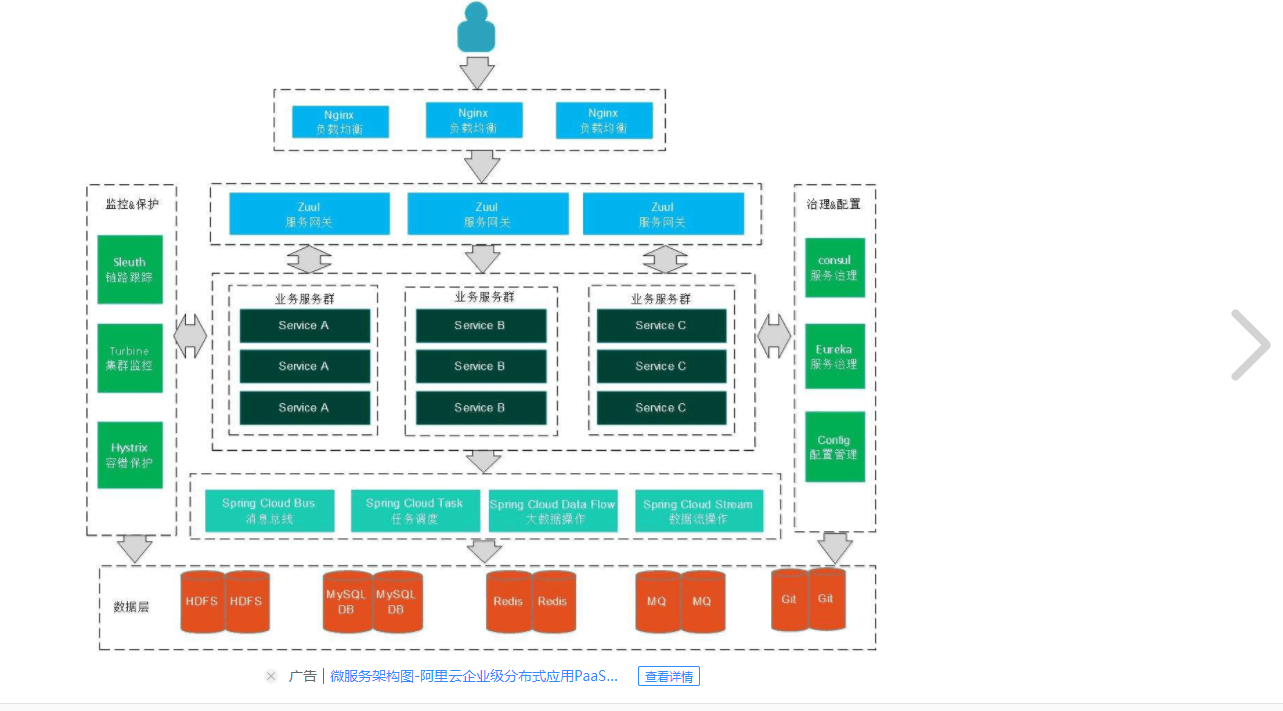 Nginx
负载均衡
Nginx
负载均衡
Nginx
负载均衡
监控&保护
Sleuth
链路跟踪
Turbine
集群监控
Hystrix
容错保护
Zuul
服务网关
Zuul
服务网关
Zuul
服务网关
业务服务群
Service A
Service A
Service A
业务服务群
Service B
Service B
Service B
业务服务群
Service C
Service C
Service C
治理&配置
consul
服务治理
Eureka
服务治理
Config
配置管理
Spring Cloud Bus
消息总线
Spring Cloud Task
任务调度
Spring Cloud Data Flow
大数据操作
Spring Cloud Stream
数据流操作
数据层
HDFS
HDFS
MySQL
DB
MySQL
DB
Redis
Redis
MQ
MQ
Git
Git
广告 | 微服务架构图-阿里云企业级分布式应用PaaS... 查看详情